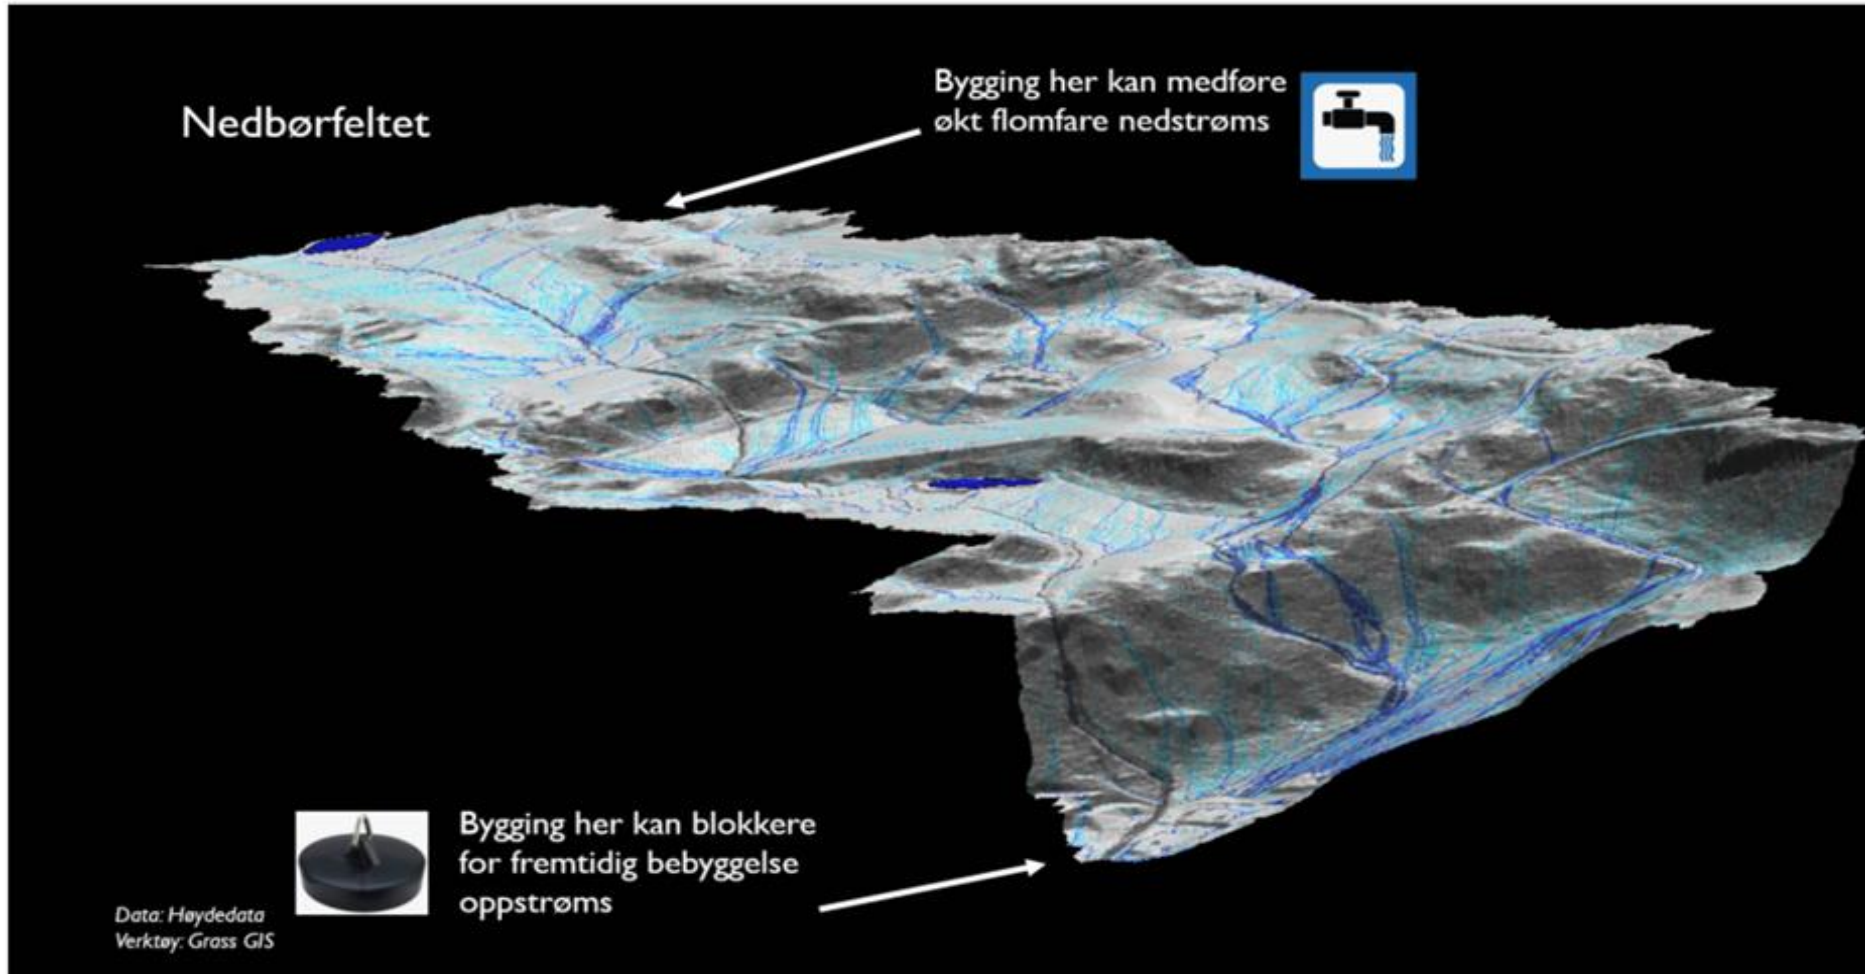 Nedbørfeltet
Bygging her kan medføre
økt flomfare nedstrøms
Bygging her kan blokkere
for fremtidig bebyggelse
oppstrøms
Data: Høydedata
Verktøy: Grass GIS